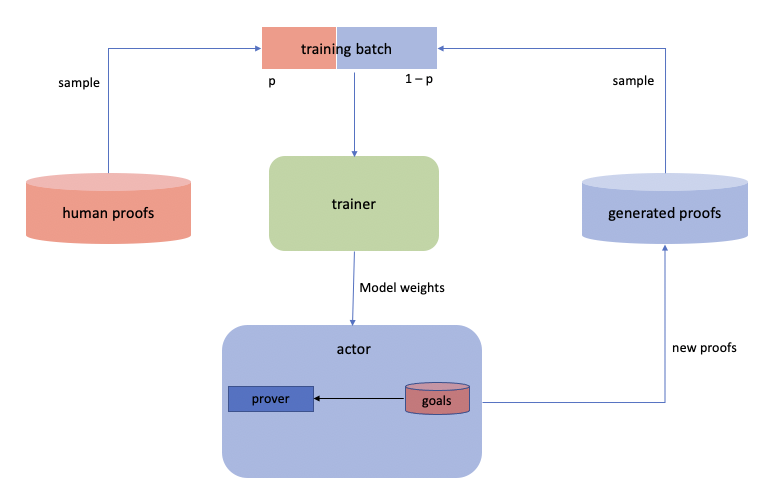 training batch
p
1 – p
sample
sample
human proofs
trainer
generated proofs
Model weights
actor
new proofs
prover
goals